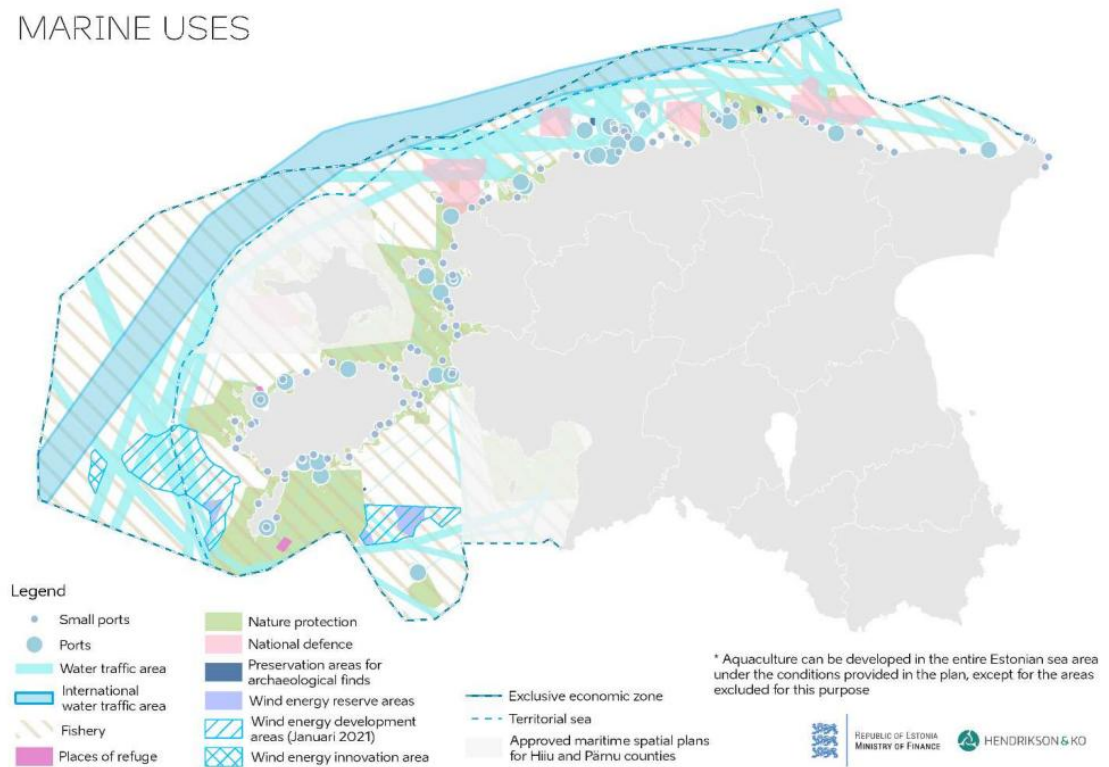 MARINE USES
Legend
Small ports
Ports
Water traffic area
International
water traffic area
Fishery
Places of refuge
Nature protection
National defence
Preservation areas for
archaeological finds
Wind energy reserve areas
Wind energy development
areas (Januari 2021)
Wind energy innovation area
Exclusive economic zone
Territorial sea
Approved maritime spatial plans
for Hiiu and Pärnu counties
* Aquaculture can be developed in the entire Estonian sea area
under the conditions provided in the plan, except for the areas
excluded for this purpose
REPUBLIC OF ESTONIA
MINISTRY OF FINANCE
HENDRIKSON & KO